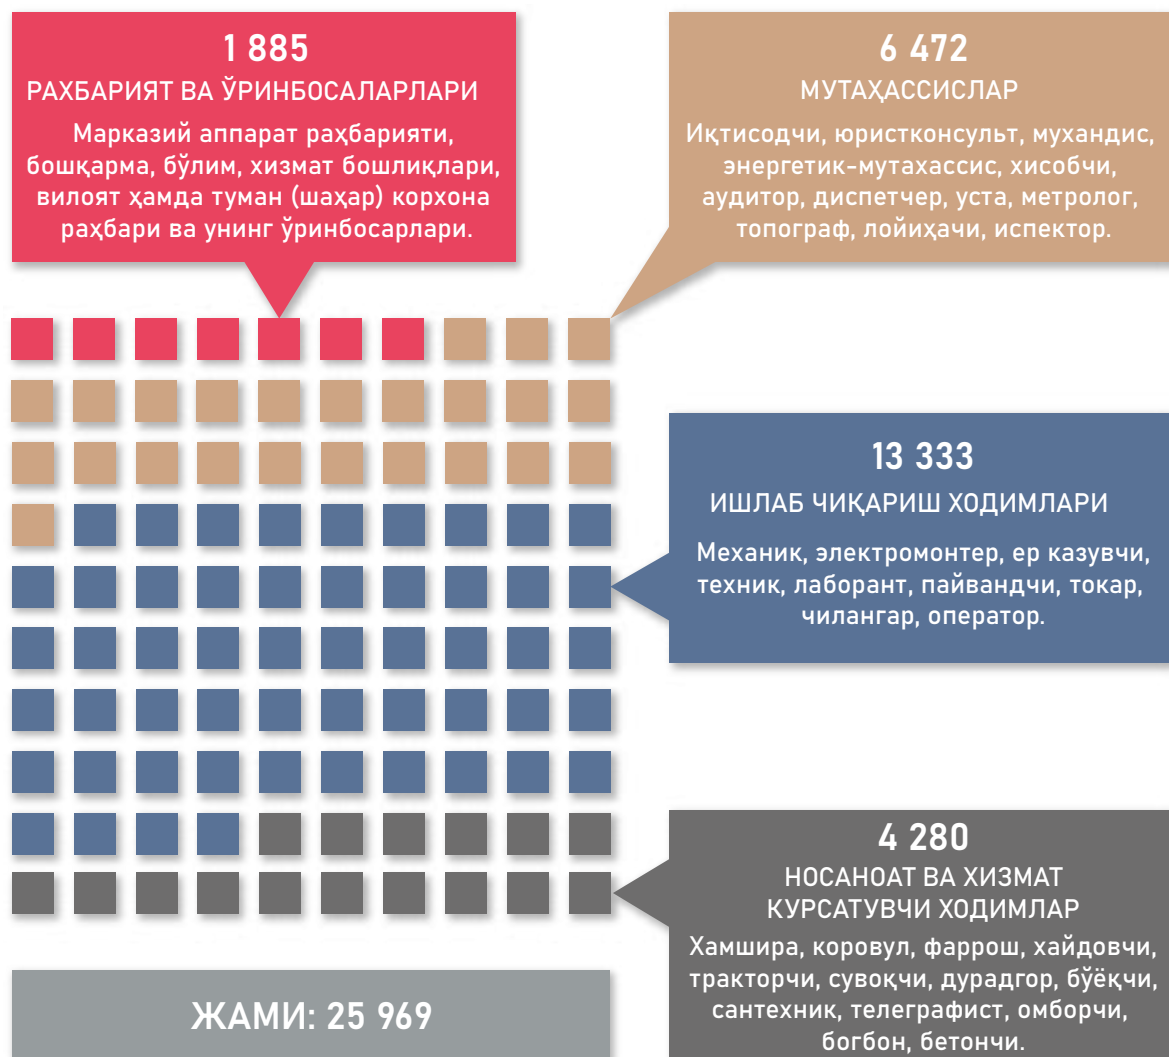 1 885
РАХБАРИЯТ ВА ЎРИНБОСАЛАРЛАРИ
Марказий аппарат раҳбарияти,
бошқарма, бўлим, хизмат бошлиқлари,
вилоят ҳамда туман (шаҳар) корхона
раҳбари ва унинг ўринбосарлари.
6 472
МУТАҲАССИСЛАР
Иқтисодчи, юристконсульт, мухандис,
энергетик-мутахассис, хисобчи,
аудитор, диспетчер, уста, метролог,
топограф, лойиҳачи, испектор.
13 333
ИШЛАБ ЧИҚАРИШ ХОДИМЛАРИ
Механик, электромонтер, ер казувчи,
техник, лаборант, пайвандчи, токар,
чилангар, оператор.
4 280
НОСАНОАТ ВА ХИЗМАТ
КУРСАТУВЧИ ХОДИМЛАР
Хамшира, коровул, фаррош, хайдовчи,
тракторчи, сувоқчи, дурадгор, бўёқчи,
сантехник, телеграфист, омборчи,
богбон, бетончи.
ЖАМИ: 25 969